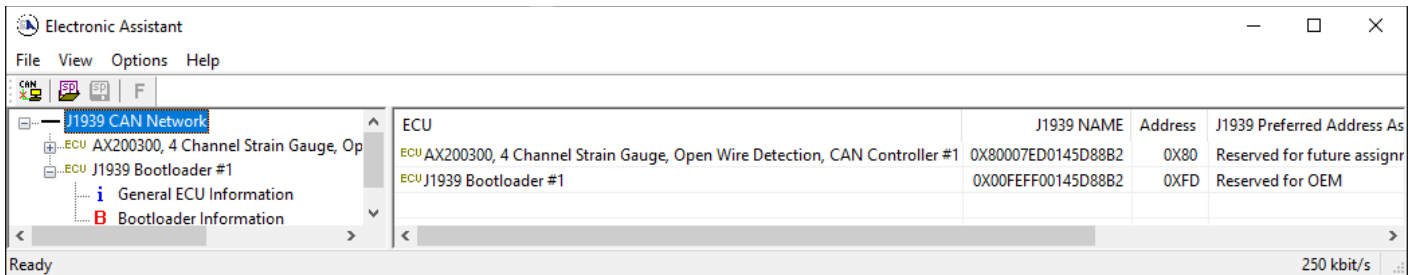 Electronic Assistant
File View Options Help
CAN SP SP F
J1939 CAN Network
ECU AX200300, 4 Channel Strain Gauge, Op
ECU J1939 Bootloader #1
i General ECU Information
B Bootloader Information
ECU J1939 NAME Address J1939 Preferred Address As
ECU AX200300, 4 Channel Strain Gauge, Open Wire Detection, CAN Controller #1 0X80007ED0145D88B2 0X80 Reserved for future assignr
ECU J1939 Bootloader #1 0X00FEFF00145D88B2 0XFD Reserved for OEM
Ready 250 kbit/s